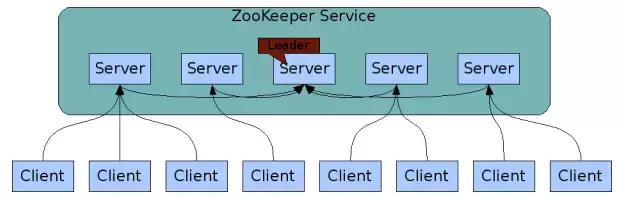 ZooKeeper Service
Leader
Server Server Server Server Server
Client Client Client Client Client Client Client Client